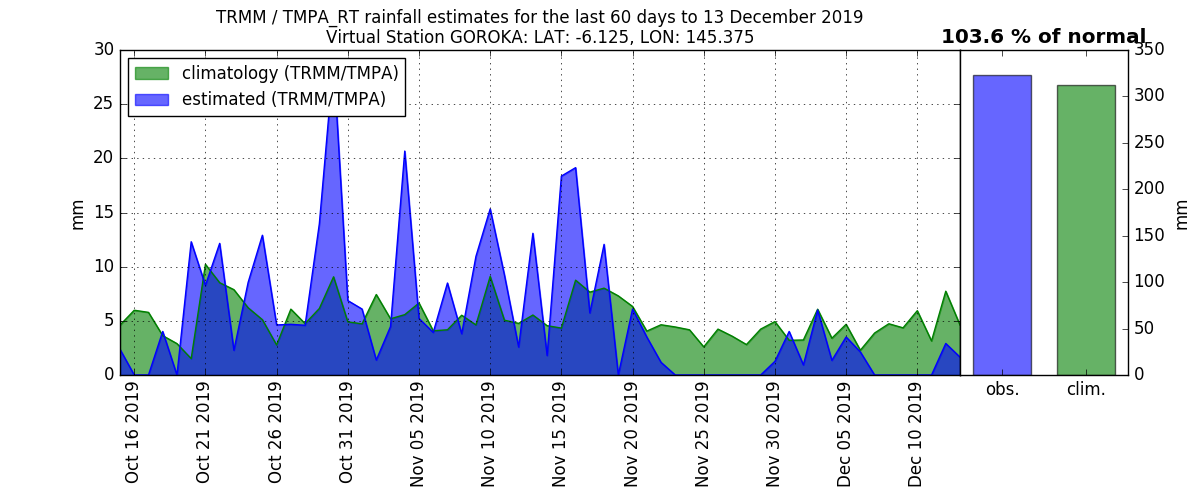 TRMM / TMPA_RT rainfall estimates for the last 60 days to 13 December 2019
Virtual Station GOROKA: LAT: -6.125, LON: 145.375
103.6 % of normal
climatology (TRMM/TMPA)
estimated (TRMM/TMPA)
30
25
20
15
10
5
0
mm
Oct 16 2019
Oct 21 2019
Oct 26 2019
Oct 31 2019
Nov 05 2019
Nov 10 2019
Nov 15 2019
Nov 20 2019
Nov 25 2019
Nov 30 2019
Dec 05 2019
Dec 10 2019
obs.
clim.
350
300
250
200
150
100
50
0
mm